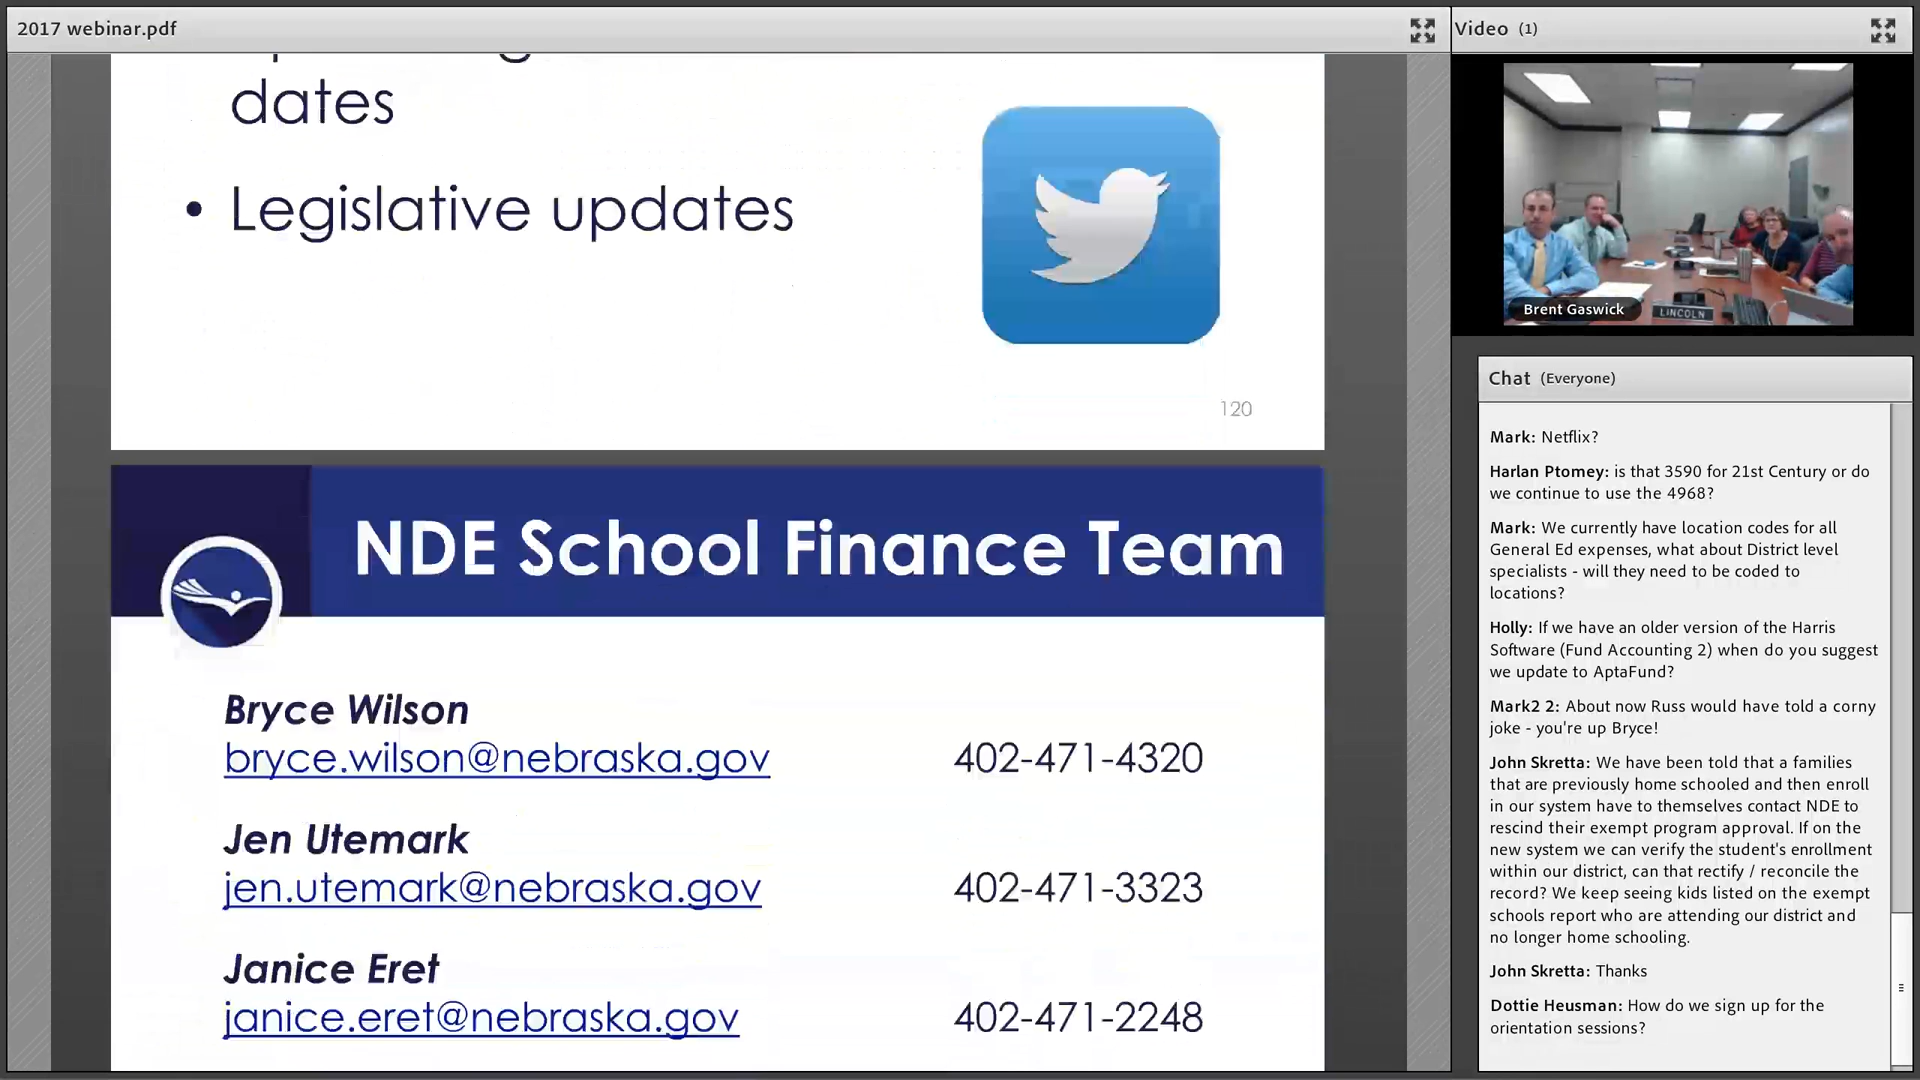 2017 webinar.pdf
dates
• Legislative updates
120
NDE School Finance Team
Bryce Wilson
bryce.wilson@nebraska.gov 402-471-4320
Jen Utemark
jen.utemark@nebraska.gov 402-471-3323
Janice Eret
janice.eret@nebraska.gov 402-471-2248
Video (1)
Brent Gaswick
LINCOLN
Chat (Everyone)
Mark: Netflix?
Harlan Ptomey: is that 3590 for 21st Century or do
we continue to use the 4968?
Mark: We currently have location codes for all
General Ed expenses, what about District level
specialists - will they need to be coded to
locations?
Holly: If we have an older version of the Harris
Software (Fund Accounting 2) when do you suggest
we update to AptaFund?
Mark2 2: About now Russ would have told a corny
joke - you're up Bryce!
John Skretta: We have been told that a families
that are previously home schooled and then enroll
in our system have to themselves contact NDE to
rescind their exempt program approval. If on the
new system we can verify the student's enrollment
within our district, can that rectify / reconcile the
record? We keep seeing kids listed on the exempt
schools report who are attending our district and
no longer home schooling.
John Skretta: Thanks
Dottie Heusman: How do we sign up for the
orientation sessions?